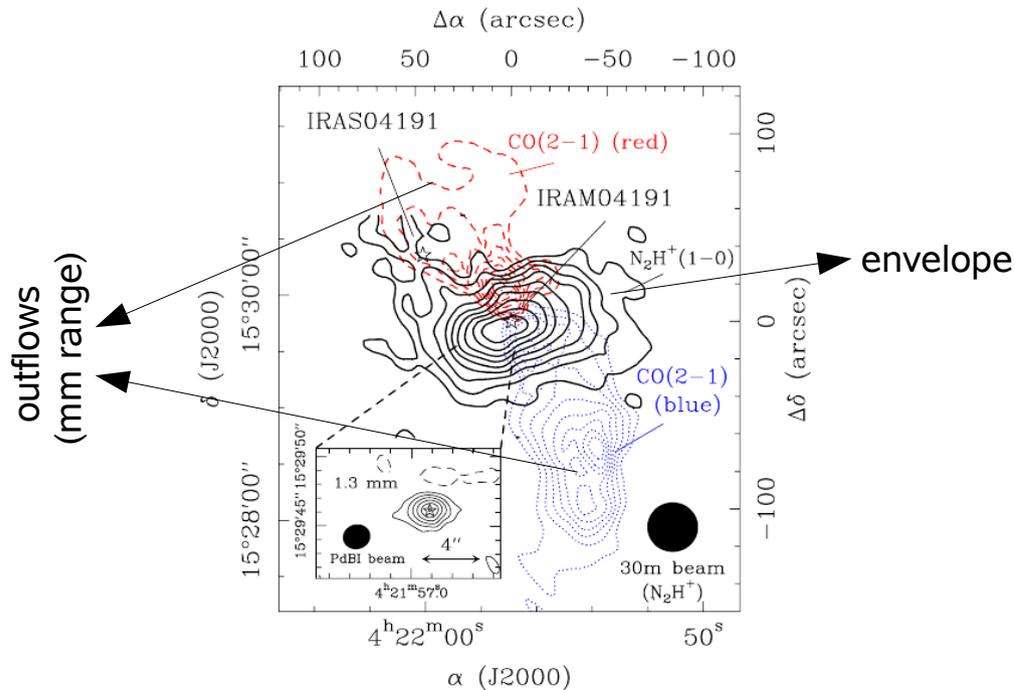 Δα (arcsec)
100 50 0 −50 −100
IRAS04191
CO(2−1) (red)
IRAM04191
N₂H⁺(1−0)
envelope
outflows
(mm range)
δ (J2000)
15°30′00″
15°28′00″
100
0
−100
Δδ (arcsec)
CO(2−1)
(blue)
15°29′50″
15°29′45″
1.3 mm
PdBI beam
4″
4ʰ21ᵐ57ˢ.0
30m beam
(N₂H⁺)
4ʰ22ᵐ00ˢ 50ˢ
α (J2000)